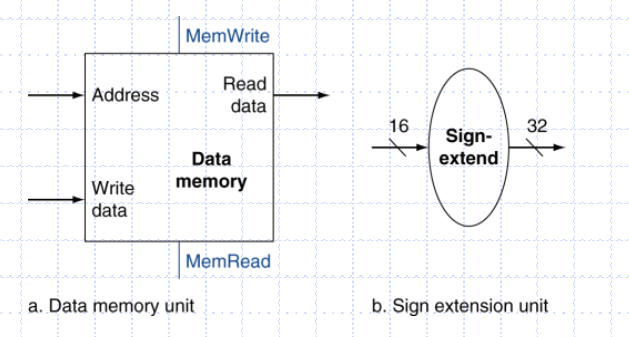 MemWrite
Address
Read
data
Data
memory
Write
data
MemRead
a. Data memory unit
16
Sign-
extend
32
b. Sign extension unit